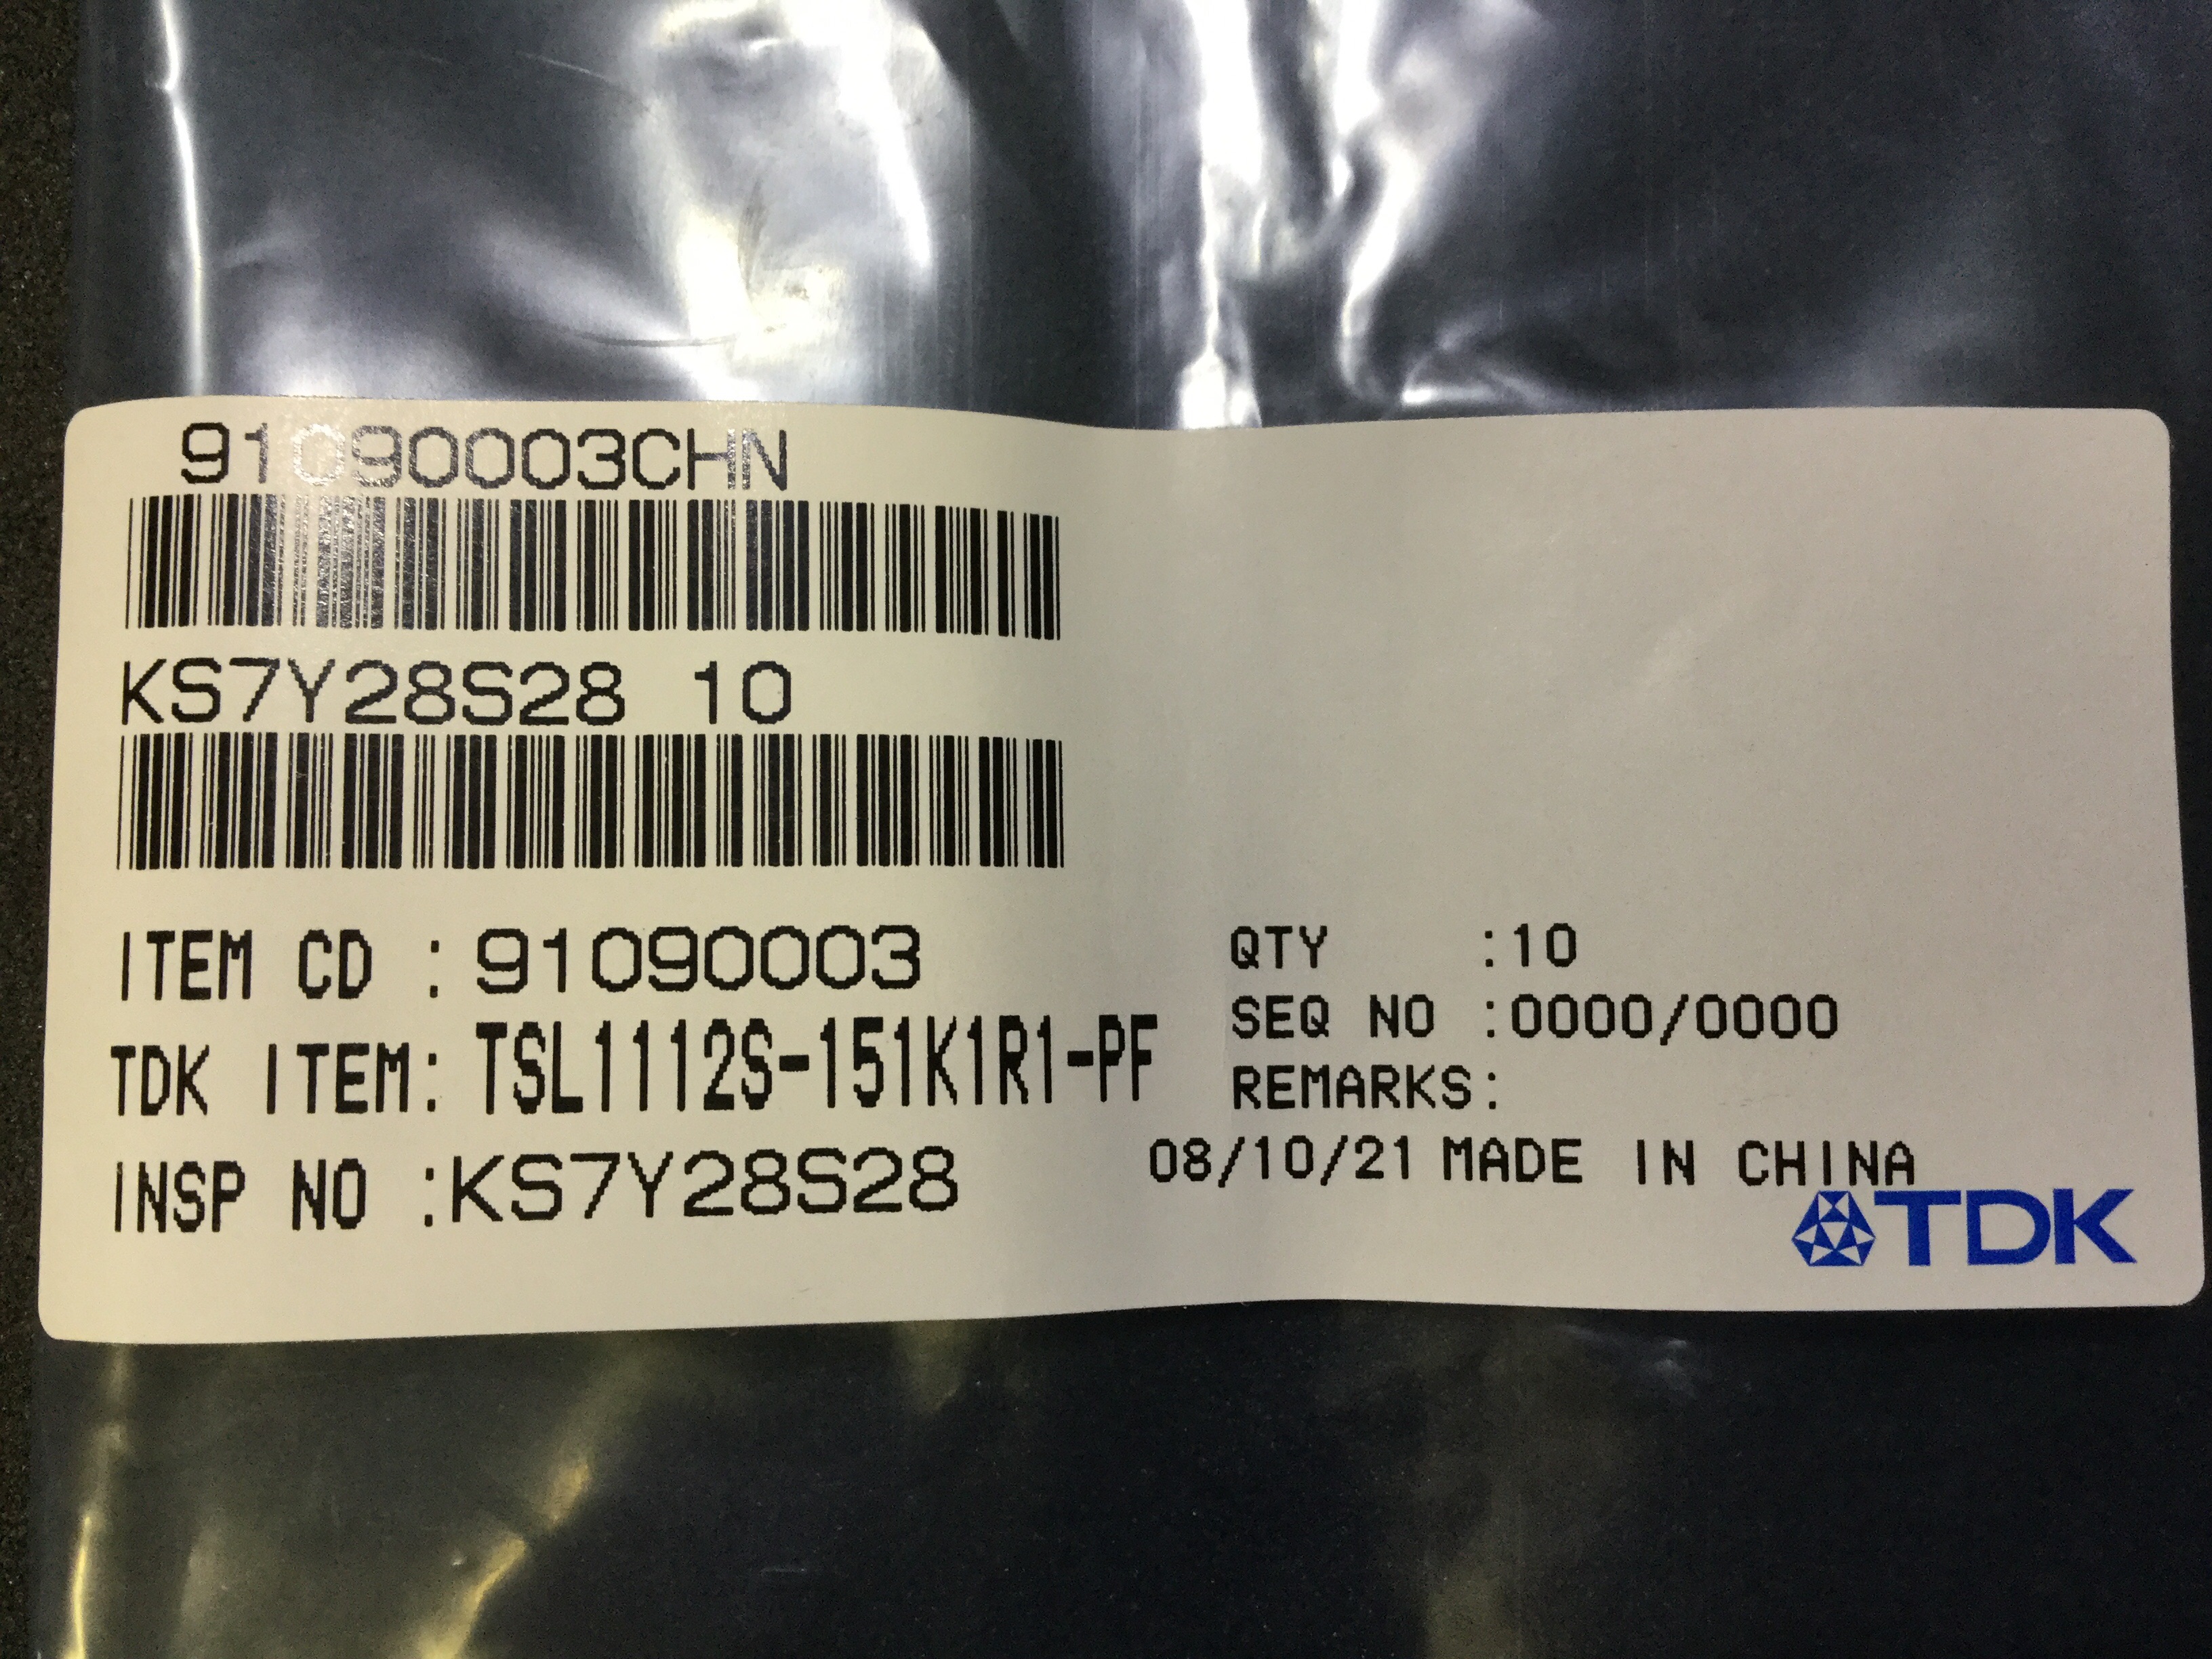 91090003CHN
KS7Y28S28 10
ITEM CD : 91090003
TDK ITEM: TSL1112S-151K1R1-PF
INSP NO :KS7Y28S28
QTY :10
SEQ NO :0000/0000
REMARKS:
08/10/21 MADE IN CHINA
TDK